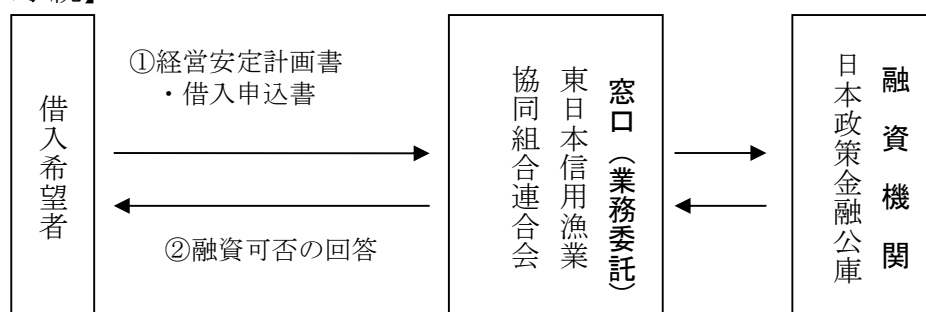 借入希望者
①経営安定計画書
・借入申込書
②融資可否の回答
窓口（業務委託）
東日本信用漁業
協同組合連合会
融資機関
日本政策金融公庫